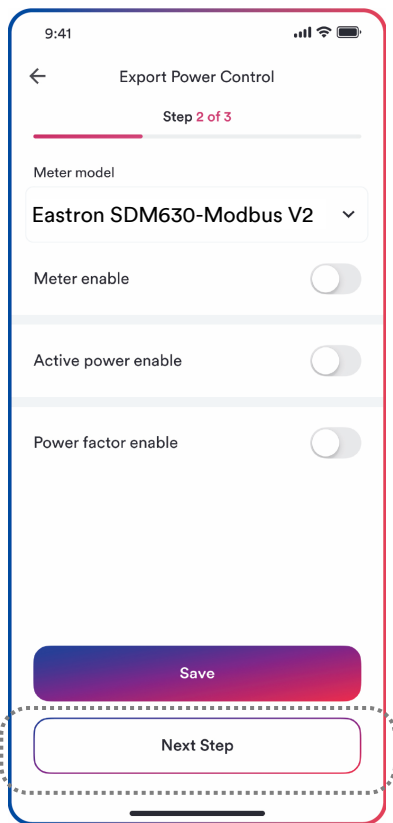 9:41
Export Power Control
Step 2 of 3
Meter model
Eastron SDM630-Modbus V2
Meter enable
Active power enable
Power factor enable
Save
Next Step